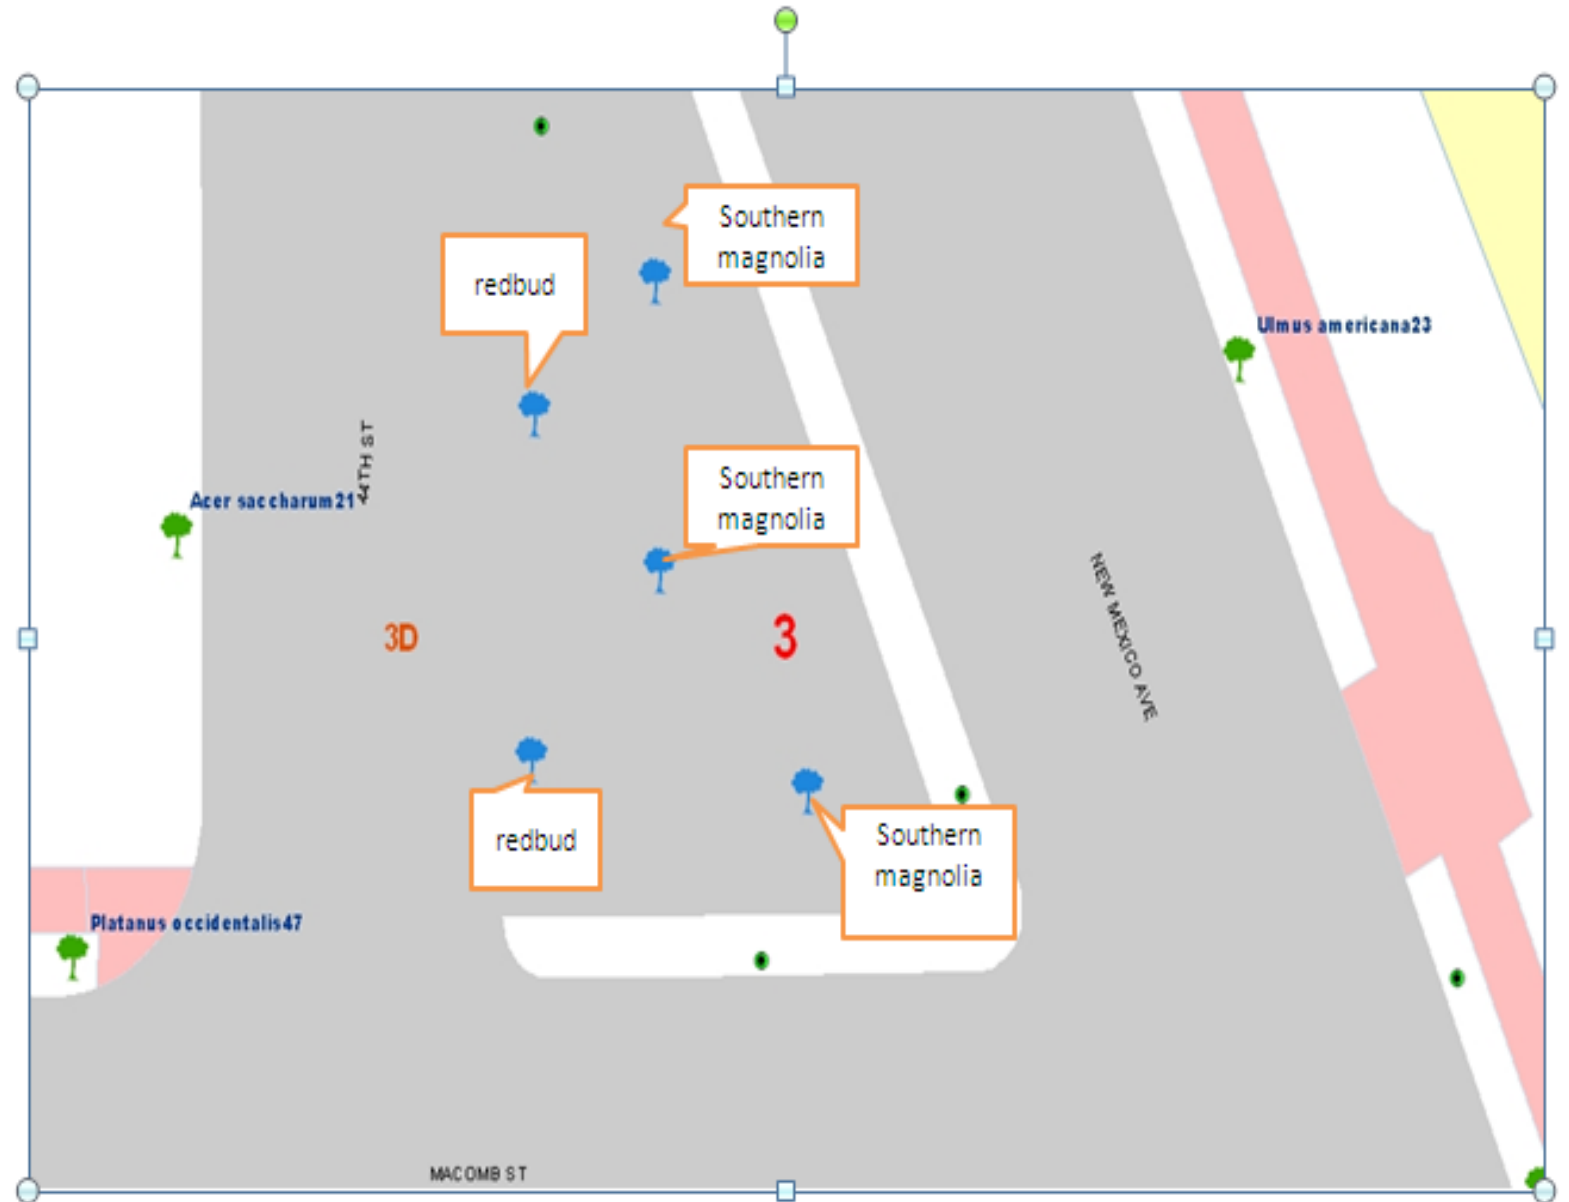 Southern
magnolia
redbud
Ulmus americana23
44TH ST
Southern
magnolia
Acer saccharum21
NEW MEXICO AVE
3D
3
redbud
Southern
magnolia
Platanus occidentalis47
MACOMB ST